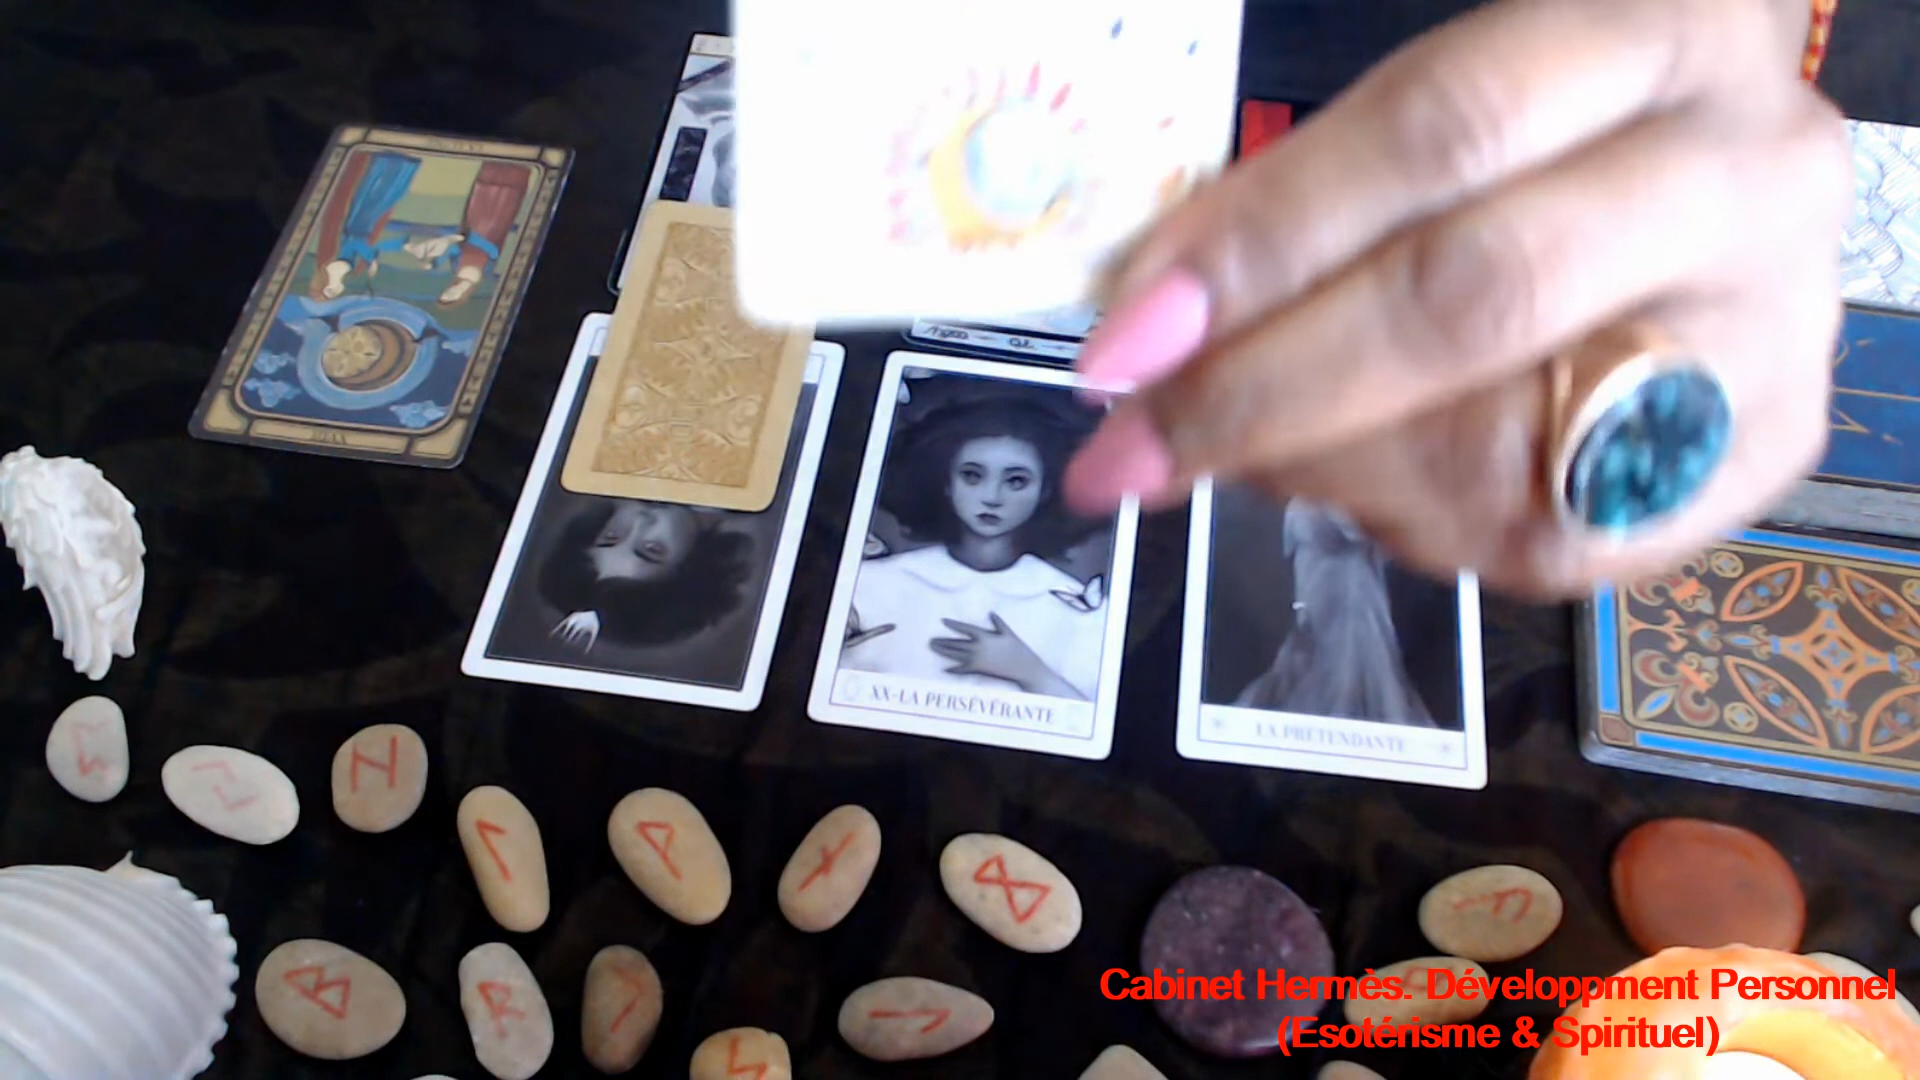 XX-LA PERSÉVÉRANTE
LA PRÉTENDANTE
Cabinet Hermès. Développment Personnel
(Esotérisme & Spirituel)